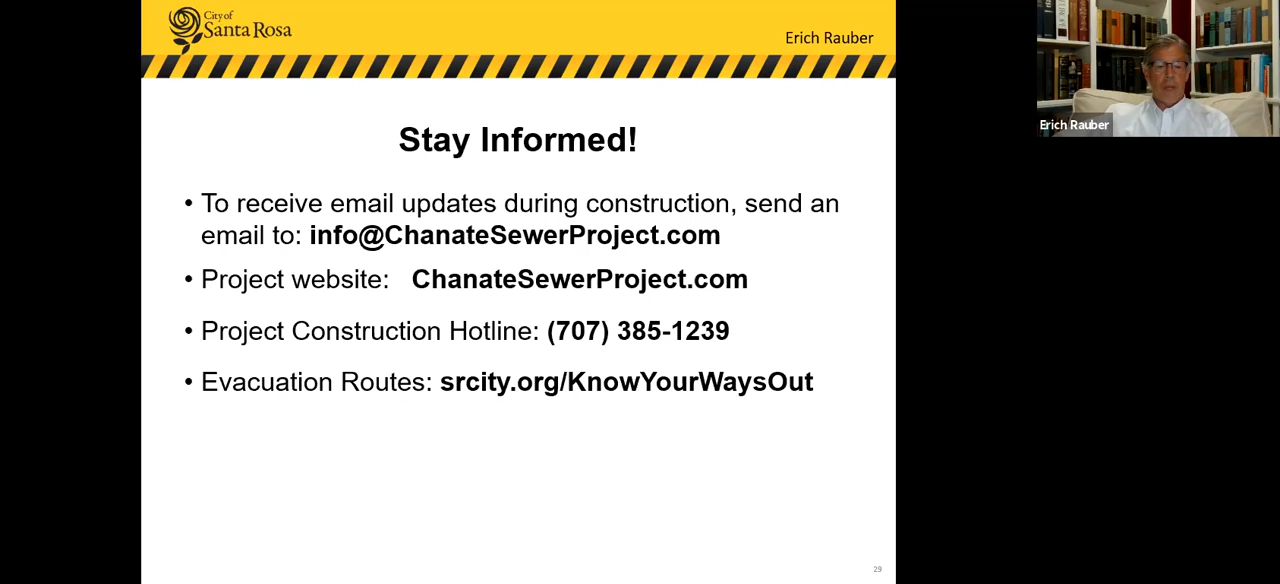 City of
Santa Rosa
Erich Rauber
Stay Informed!
• To receive email updates during construction, send an
email to: info@ChanateSewerProject.com
• Project website: ChanateSewerProject.com
• Project Construction Hotline: (707) 385-1239
• Evacuation Routes: srcity.org/KnowYourWaysOut
29
Erich Rauber